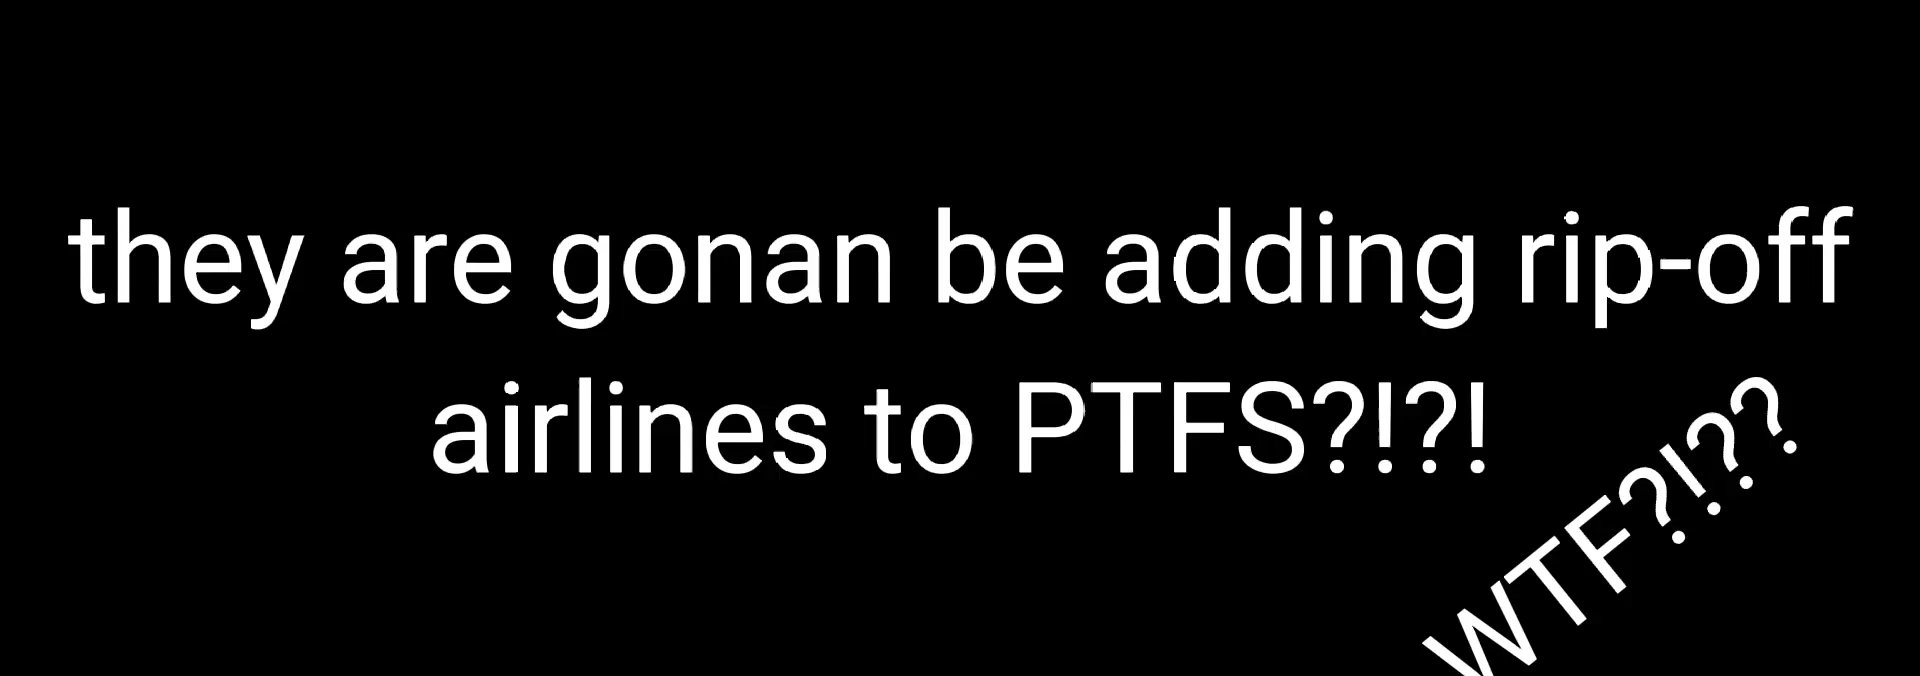 they are gonan be adding rip-off
airlines to PTFS?!?!
WTF?!??